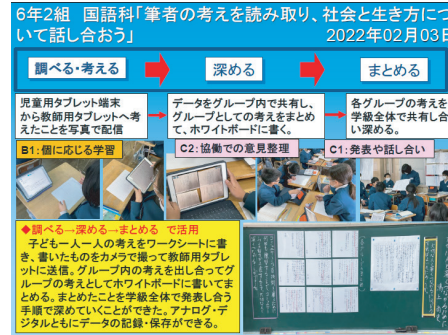 6年2組 国語科「筆者の考えを読み取り、社会と生き方につ
いて話し合おう」 2022年02月03日
調べる・考える
深める
まとめる
児童用タブレット端末
から教師用タブレットへ考
えたことを写真で配信
データをグループ内で共有し、
グループとしての考えをまとめ
て、ホワイトボードに書く。
各グループの考えを
学級全体で共有し合
い深める。
B1:個に応じる学習
C2:協働での意見整理
C1:発表や話し合い
◆調べる→深める→まとめる で活用
子ども一人一人の考えをワークシートに書
き、書いたものをカメラで撮って教師用タブレ
ットに送信。グループ内の考えを出し合ってグ
ループの考えとしてホワイトボードに書いてま
とめる。まとめたことを学級全体で発表し合う
手順で深めていくことができた。アナログ・デ
ジタルともにデータの記録・保存ができる。